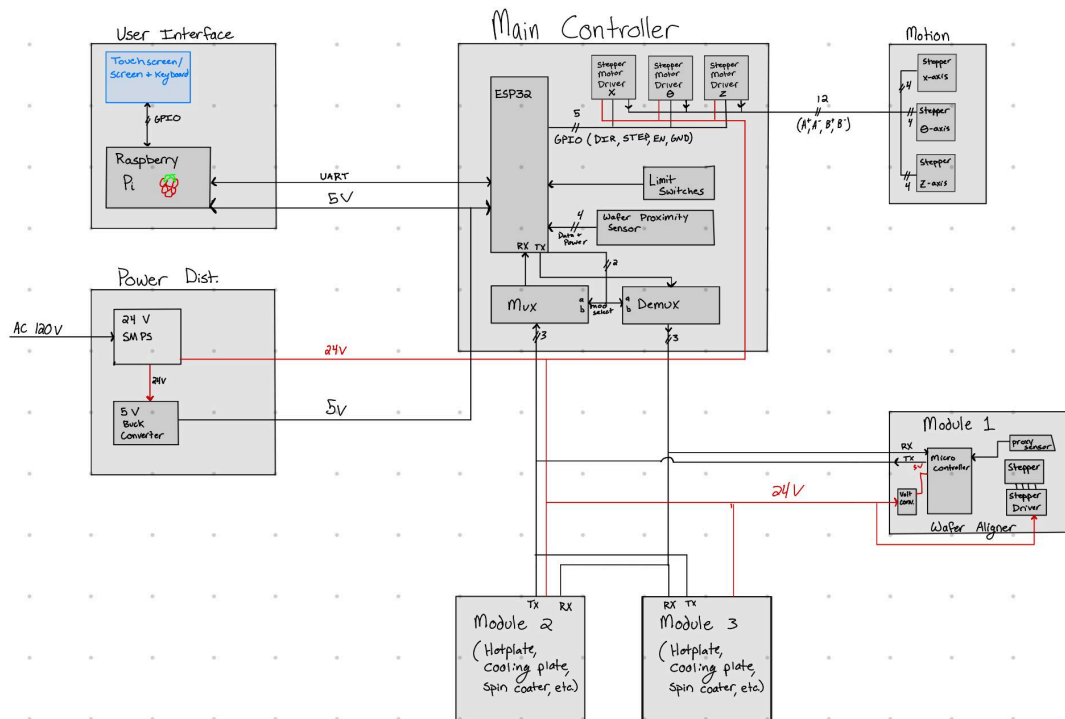 User Interface
Touchscreen/
Screen + Keyboard
GPIO
Raspberry
Pi
UART
5V
Main Controller
ESP32
Stepper
Motor
Driver
X
Stepper
Motor
Driver
θ
Stepper
Motor
Driver
Z
5
GPIO (DIR, STEP, EN, GND)
Limit
Switches
4
Data +
Power
Wafer Proximity
Sensor
RX TX
2
Mux
a
b
mod
select
a
b
Demux
3
3
12
(A+, A-, B+, B-)
Motion
Stepper
x-axis
4
Stepper
θ-axis
4
Stepper
Z-axis
4
Power Dist.
AC 120V
24 V
SMPS
24V
24V
5 V
Buck
Converter
5V
Module 1
RX
TX
5V
Micro
controller
proxy
sensor
Stepper
Stepper
Driver
Volt
conv.
Wafer Aligner
24V
TX RX
Module 2
(Hotplate,
Cooling plate,
Spin coater, etc.)
RX TX
Module 3
(Hotplate,
Cooling plate,
Spin coater, etc.)